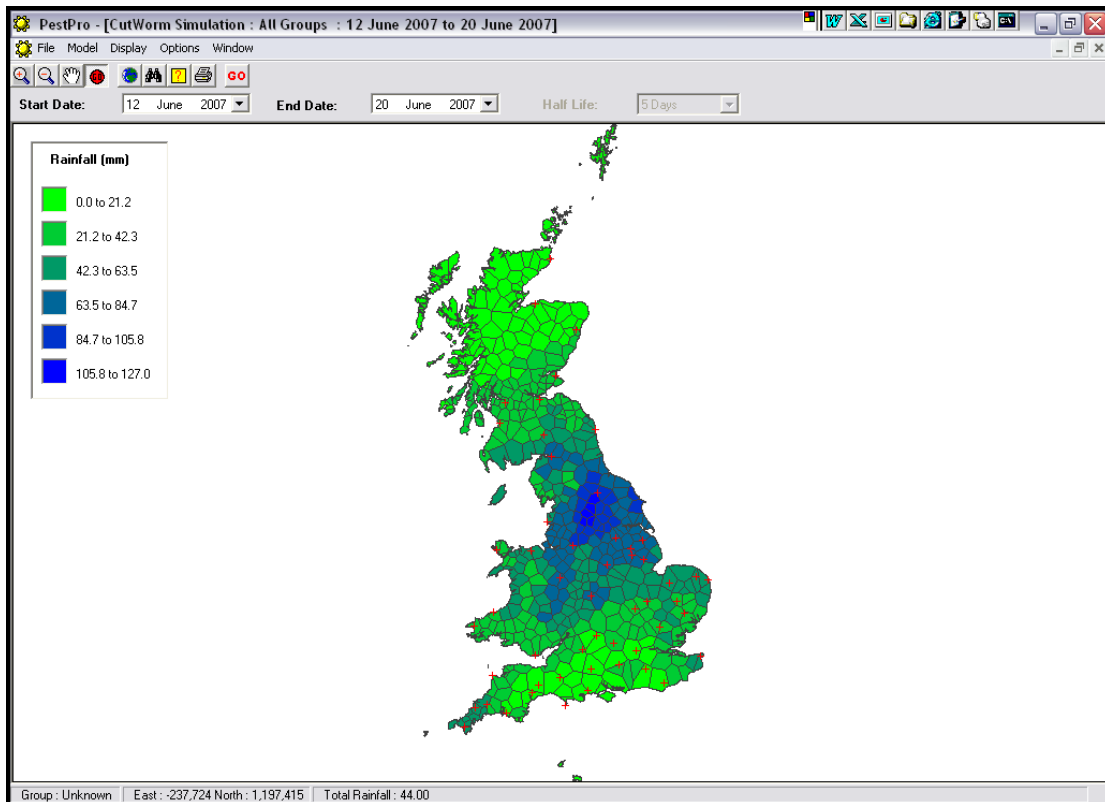 PestPro - [CutWorm Simulation : All Groups : 12 June 2007 to 20 June 2007]
File Model Display Options Window
GO
Start Date: 12 June 2007 End Date: 20 June 2007 Half Life: 5 Days
Rainfall (mm)
0.0 to 21.2
21.2 to 42.3
42.3 to 63.5
63.5 to 84.7
84.7 to 105.8
105.8 to 127.0
Group : Unknown East : -237,724 North : 1,197,415 Total Rainfall : 44.00